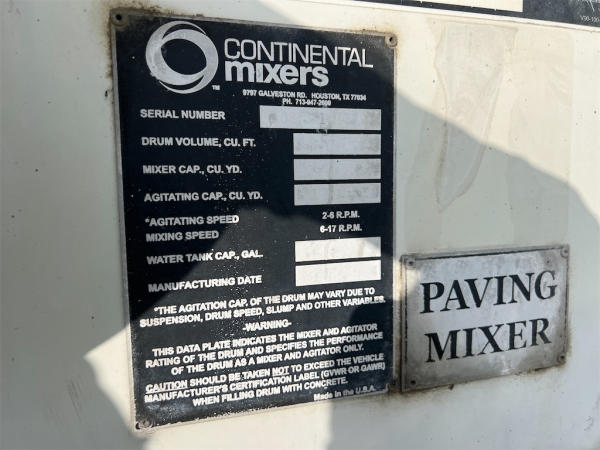 CONTINENTAL
mixers
TM
9797 GALVESTON RD. HOUSTON, TX 77034
PH. 713-947-2609
SERIAL NUMBER
DRUM VOLUME, CU. FT.
MIXER CAP., CU. YD.
AGITATING CAP., CU. YD.
*AGITATING SPEED 2-6 R.P.M.
MIXING SPEED 6-17 R.P.M.
WATER TANK CAP., GAL.
MANUFACTURING DATE
*THE AGITATION CAP. OF THE DRUM MAY VARY DUE TO
SUSPENSION, DRUM SPEED, SLUMP AND OTHER VARIABLES.
-WARNING-
THIS DATA PLATE INDICATES THE MIXER AND AGITATOR
RATING OF THE DRUM AND SPECIFIES THE PERFORMANCE
OF THE DRUM AS A MIXER AND AGITATOR ONLY.
CAUTION SHOULD BE TAKEN NOT TO EXCEED THE VEHICLE
MANUFACTURER'S CERTIFICATION LABEL (GVWR OR GAWR)
WHEN FILLING DRUM WITH CONCRETE.
Made in the U.S.A.
PAVING
MIXER